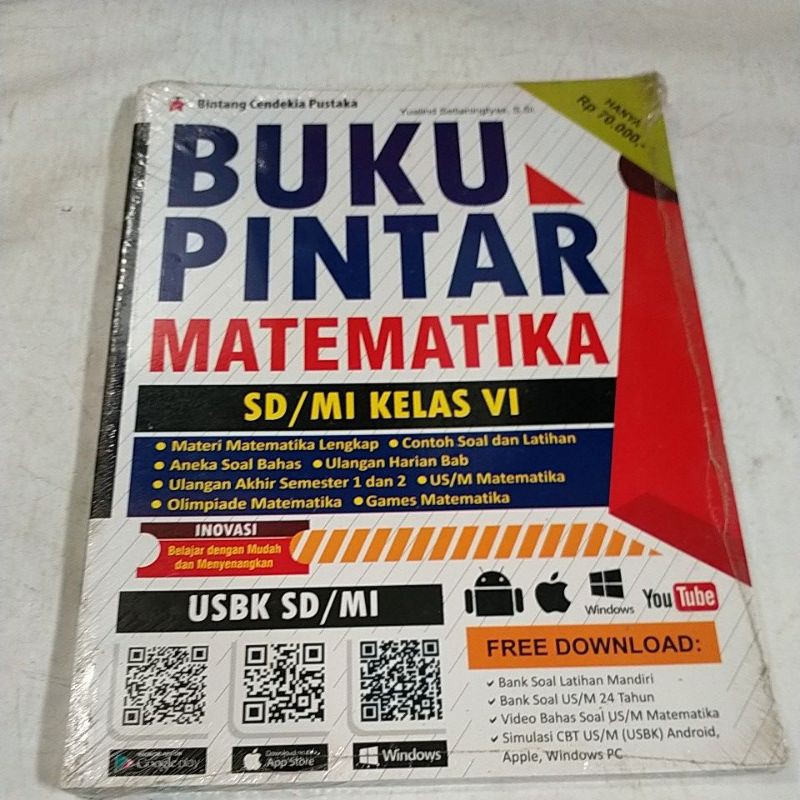 Bintang Cendekia Pustaka
HANYA
Rp 70.000,-
BUKU
PINTAR
MATEMATIKA
SD/MI KELAS VI
• Materi Matematika Lengkap • Contoh Soal dan Latihan
• Aneka Soal Bahas • Ulangan Harian Bab
• Ulangan Akhir Semester 1 dan 2 • US/M Matematika
• Olimpiade Matematika • Games Matematika
INOVASI
Belajar dengan Mudah
dan Menyenangkan
USBK SD/MI
Windows
You Tube
FREE DOWNLOAD:
✓ Bank Soal Latihan Mandiri
✓ Bank Soal US/M 24 Tahun
✓ Video Bahas Soal US/M Matematika
✓ Simulasi CBT US/M (USBK) Android,
Apple, Windows PC
Google play
App Store
Windows